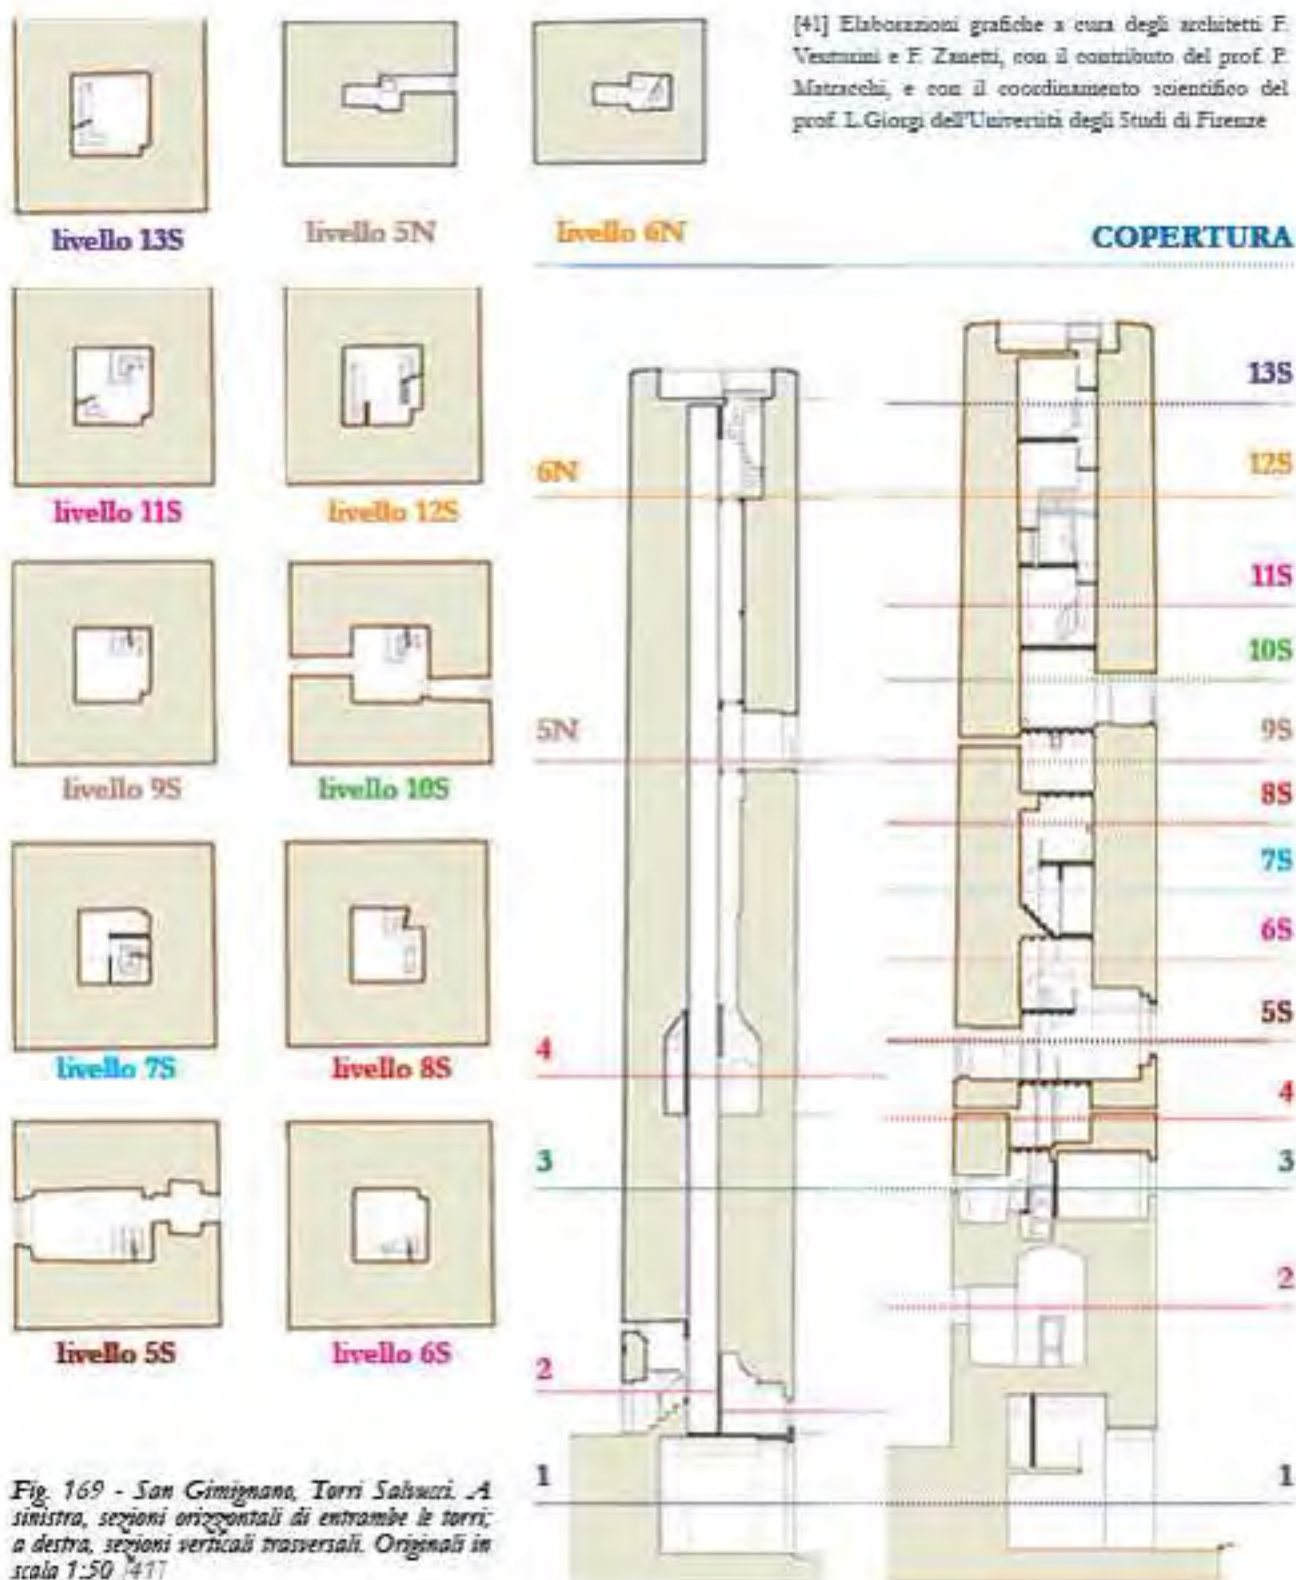 [41] Elaborazioni grafiche a cura degli architetti F.
Venturini e F. Zanetti, con il contributo del prof. P.
Matracchi, e con il coordinamento scientifico del
prof. L.Giorgi dell'Università degli Studi di Firenze
livello 13S
livello 5N
livello 6N
COPERTURA
livello 11S
livello 12S
livello 9S
livello 10S
livello 7S
livello 8S
livello 5S
livello 6S
6N
5N
4
3
2
1
13S
12S
11S
10S
9S
8S
7S
6S
5S
4
3
2
1
Fig. 169 - San Gimignano, Torri Salvucci. A
sinistra, sezioni orizzontali di entrambe le torri;
a destra, sezioni verticali trasversali. Originali in
scala 1:50 [41]